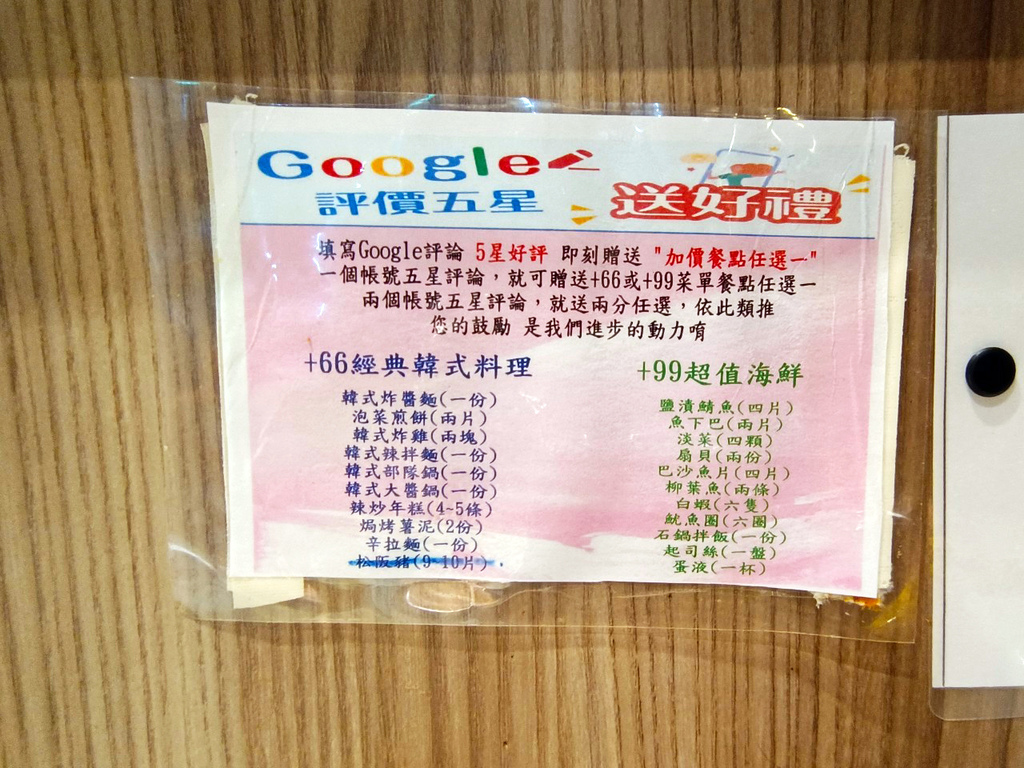 Google
評價五星 送好禮
填寫Google評論 5星好評 即刻贈送 "加價餐點任選一"
一個帳號五星評論，就可贈送+66或+99菜單餐點任選一
兩個帳號五星評論，就送兩分任選，依此類推
您的鼓勵 是我們進步的動力唷
+66經典韓式料理
韓式炸醬麵(一份)
泡菜煎餅(兩片)
韓式炸雞(兩塊)
韓式辣拌麵(一份)
韓式部隊鍋(一份)
韓式大醬鍋(一份)
辣炒年糕(4~5條)
焗烤薯泥(2份)
辛拉麵(一份)
松阪豬(9-10片)
+99超值海鮮
鹽漬鯖魚(四片)
魚下巴(兩片)
淡菜(四顆)
扇貝(兩份)
巴沙魚片(四片)
柳葉魚(兩條)
白蝦(六隻)
魷魚圈(六圈)
石鍋拌飯(一份)
起司絲(一盤)
蛋液(一杯)